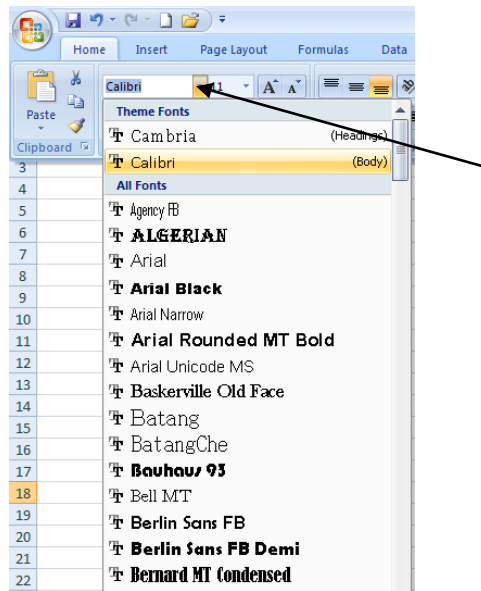 Home Insert Page Layout Formulas Data
Calibri 11 A A
Paste
Clipboard
Theme Fonts
Cambria (Headings)
Calibri (Body)
All Fonts
Agency FB
ALGERIAN
Arial
Arial Black
Arial Narrow
Arial Rounded MT Bold
Arial Unicode MS
Baskerville Old Face
Batang
BatangChe
Bauhaus 93
Bell MT
Berlin Sans FB
Berlin Sans FB Demi
Bernard MT Condensed
3
4
5
6
7
8
9
10
11
12
13
14
15
16
17
18
19
20
21
22